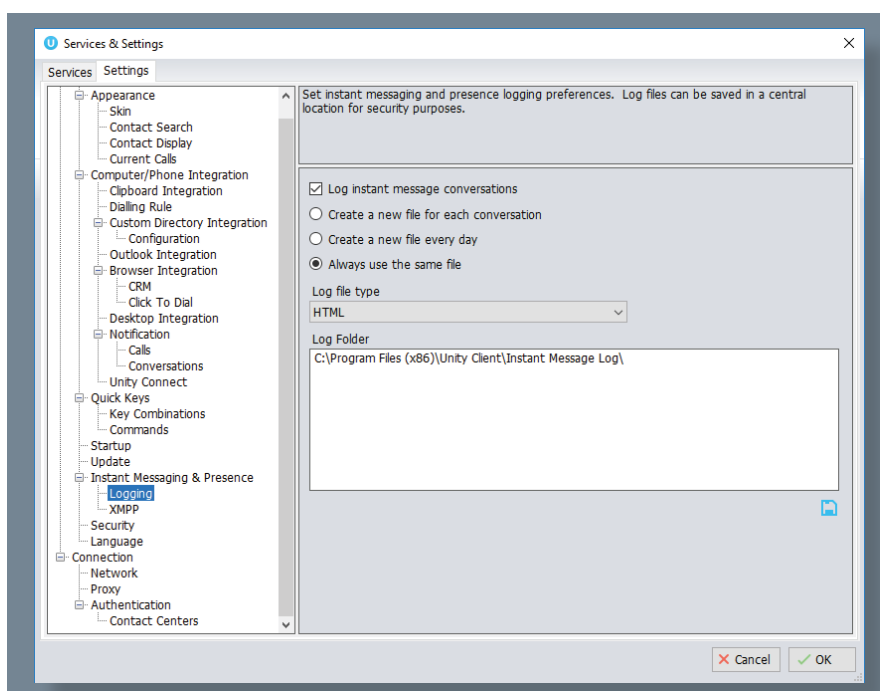 Services & Settings
Services Settings
Appearance
Skin
Contact Search
Contact Display
Current Calls
Computer/Phone Integration
Clipboard Integration
Dialling Rule
Custom Directory Integration
Configuration
Outlook Integration
Browser Integration
CRM
Click To Dial
Desktop Integration
Notification
Calls
Conversations
Unity Connect
Quick Keys
Key Combinations
Commands
Startup
Update
Instant Messaging & Presence
Logging
XMPP
Security
Language
Connection
Network
Proxy
Authentication
Contact Centers
Set instant messaging and presence logging preferences. Log files can be saved in a central
location for security purposes.
Log instant message conversations
Create a new file for each conversation
Create a new file every day
Always use the same file
Log file type
HTML
Log Folder
C:\Program Files (x86)\Unity Client\Instant Message Log\
Cancel OK